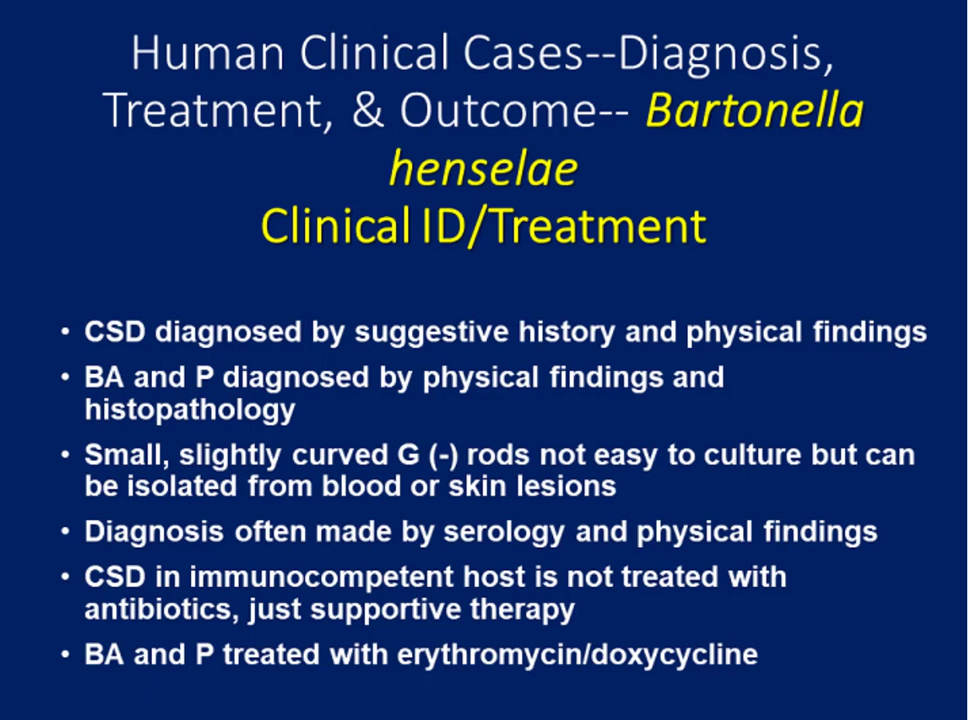 Human Clinical Cases--Diagnosis,
Treatment, & Outcome-- Bartonella
henselae
Clinical ID/Treatment
• CSD diagnosed by suggestive history and physical findings
• BA and P diagnosed by physical findings and
histopathology
• Small, slightly curved G (-) rods not easy to culture but can
be isolated from blood or skin lesions
• Diagnosis often made by serology and physical findings
• CSD in immunocompetent host is not treated with
antibiotics, just supportive therapy
• BA and P treated with erythromycin/doxycycline